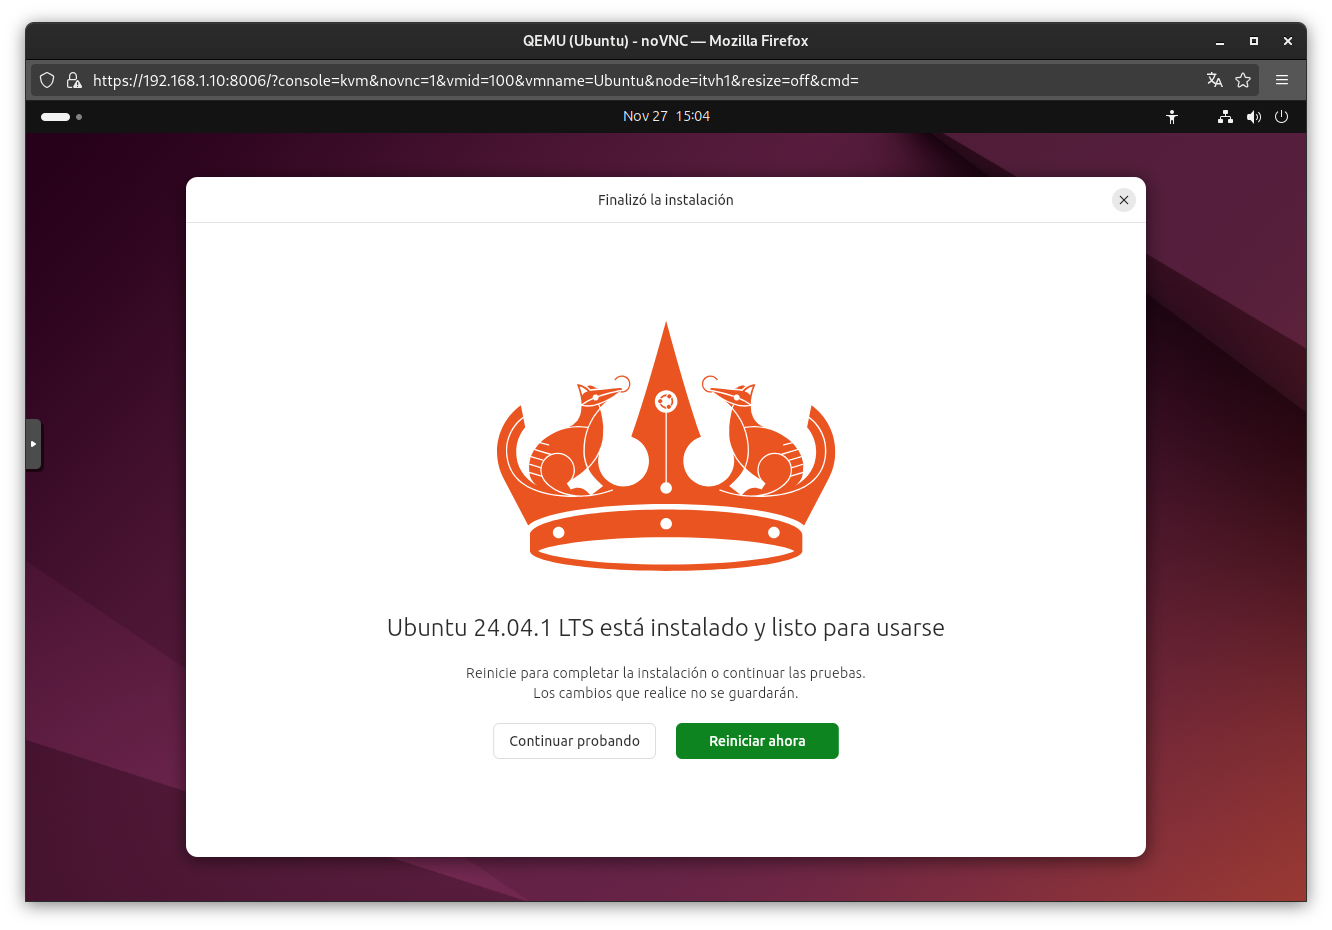 QEMU (Ubuntu) - noVNC — Mozilla Firefox
https://192.168.1.10:8006/?console=kvm&novnc=1&vmid=100&vmname=Ubuntu&node=itvh1&resize=off&cmd=
Nov 27 15:04
Finalizó la instalación
Ubuntu 24.04.1 LTS está instalado y listo para usarse
Reinicie para completar la instalación o continuar las pruebas.
Los cambios que realice no se guardarán.
Continuar probando
Reiniciar ahora